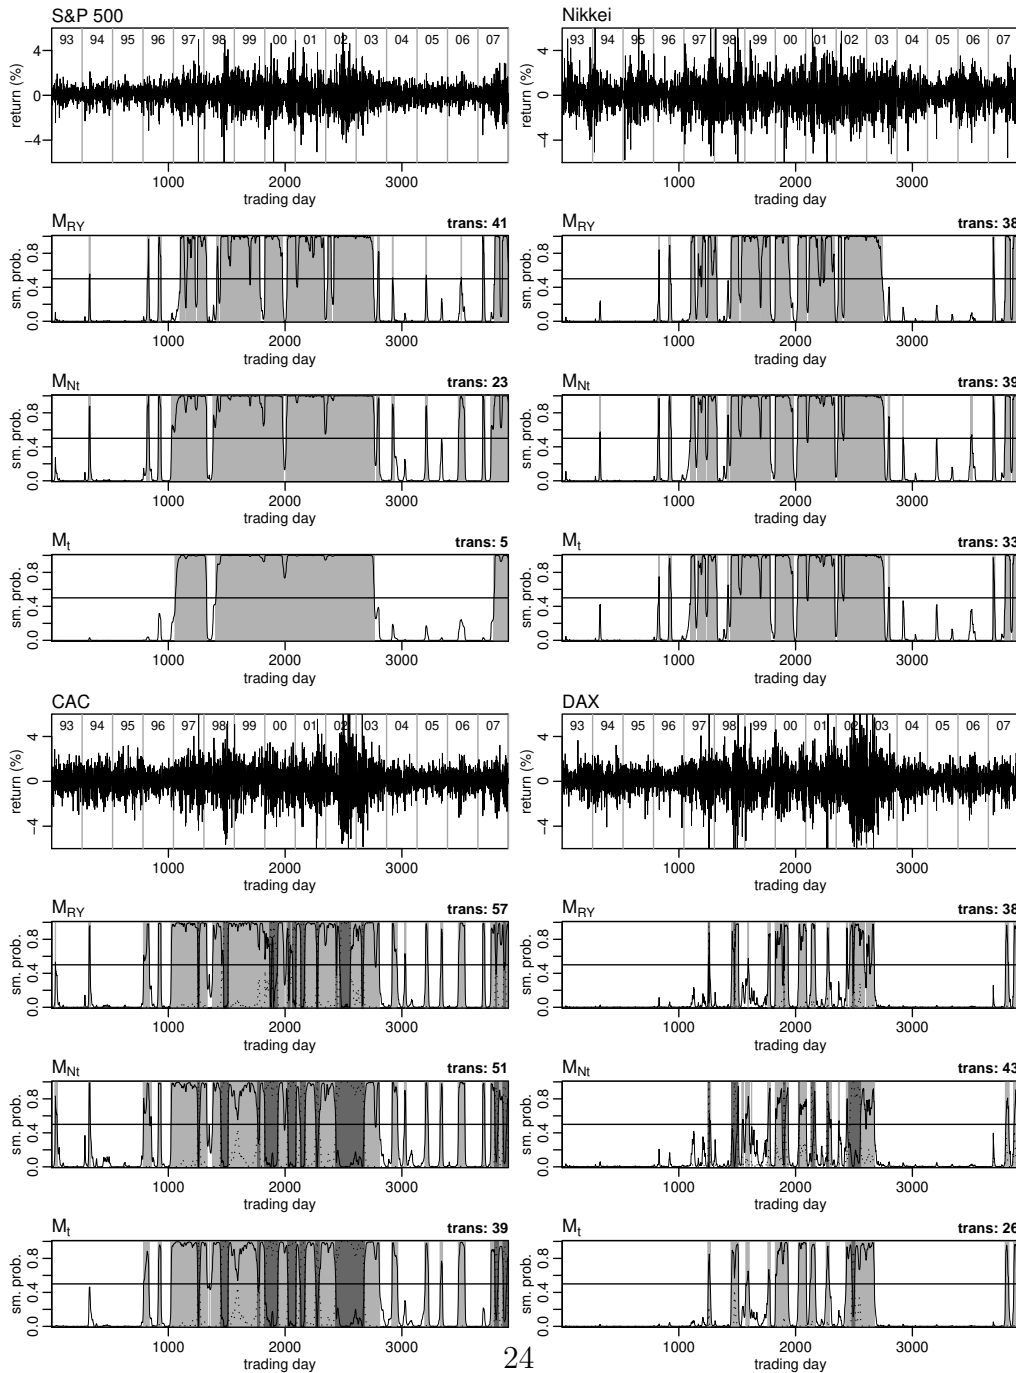 S&P 500
Nikkei
return (%)
4
0
−4
93 94 95 96 97 98 99 00 01 02 03 04 05 06 07
1000 2000 3000
trading day
return (%)
4
0
−4
93 94 95 96 97 98 99 00 01 02 03 04 05 06 07
1000 2000 3000
trading day
M_RY trans: 41
sm. prob.
0.8
0.4
0.0
1000 2000 3000
trading day
M_RY trans: 38
sm. prob.
0.8
0.4
0.0
1000 2000 3000
trading day
M_Nt trans: 23
sm. prob.
0.8
0.4
0.0
1000 2000 3000
trading day
M_Nt trans: 39
sm. prob.
0.8
0.4
0.0
1000 2000 3000
trading day
M_t trans: 5
sm. prob.
0.8
0.4
0.0
1000 2000 3000
trading day
M_t trans: 33
sm. prob.
0.8
0.4
0.0
1000 2000 3000
trading day
CAC
DAX
return (%)
4
0
−4
93 94 95 96 97 98 99 00 01 02 03 04 05 06 07
1000 2000 3000
trading day
return (%)
4
0
−4
93 94 95 96 97 98 99 00 01 02 03 04 05 06 07
1000 2000 3000
trading day
M_RY trans: 57
sm. prob.
0.8
0.4
0.0
1000 2000 3000
trading day
M_RY trans: 38
sm. prob.
0.8
0.4
0.0
1000 2000 3000
trading day
M_Nt trans: 51
sm. prob.
0.8
0.4
0.0
1000 2000 3000
trading day
M_Nt trans: 43
sm. prob.
0.8
0.4
0.0
1000 2000 3000
trading day
M_t trans: 39
sm. prob.
0.8
0.4
0.0
1000 2000 3000
trading day
M_t trans: 26
sm. prob.
0.8
0.4
0.0
1000 2000 3000
trading day
24